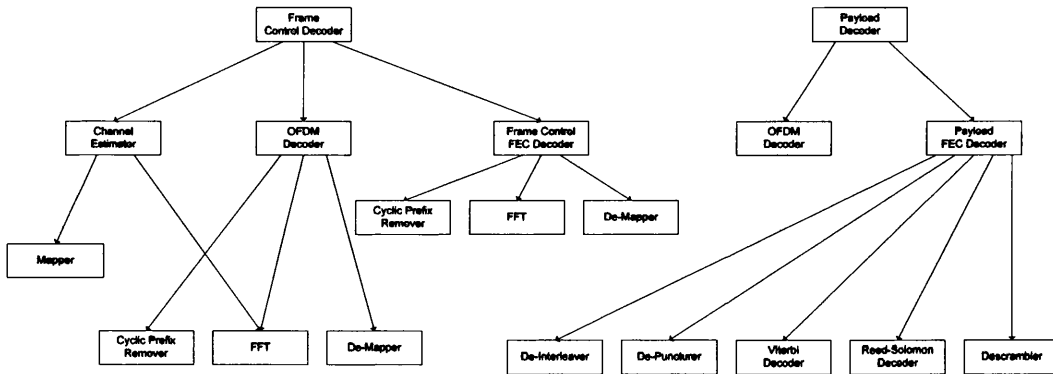 Frame
Control Decoder
Payload
Decoder
Channel
Estimator
OFDM
Decoder
Frame Control
FEC Decoder
OFDM
Decoder
Payload
FEC Decoder
Cyclic Prefix
Remover
FFT
De-Mapper
Mapper
Cyclic Prefix
Remover
FFT
De-Mapper
De-Interleaver
De-Puncturer
Viterbi
Decoder
Reed-Solomon
Decoder
Descrambler